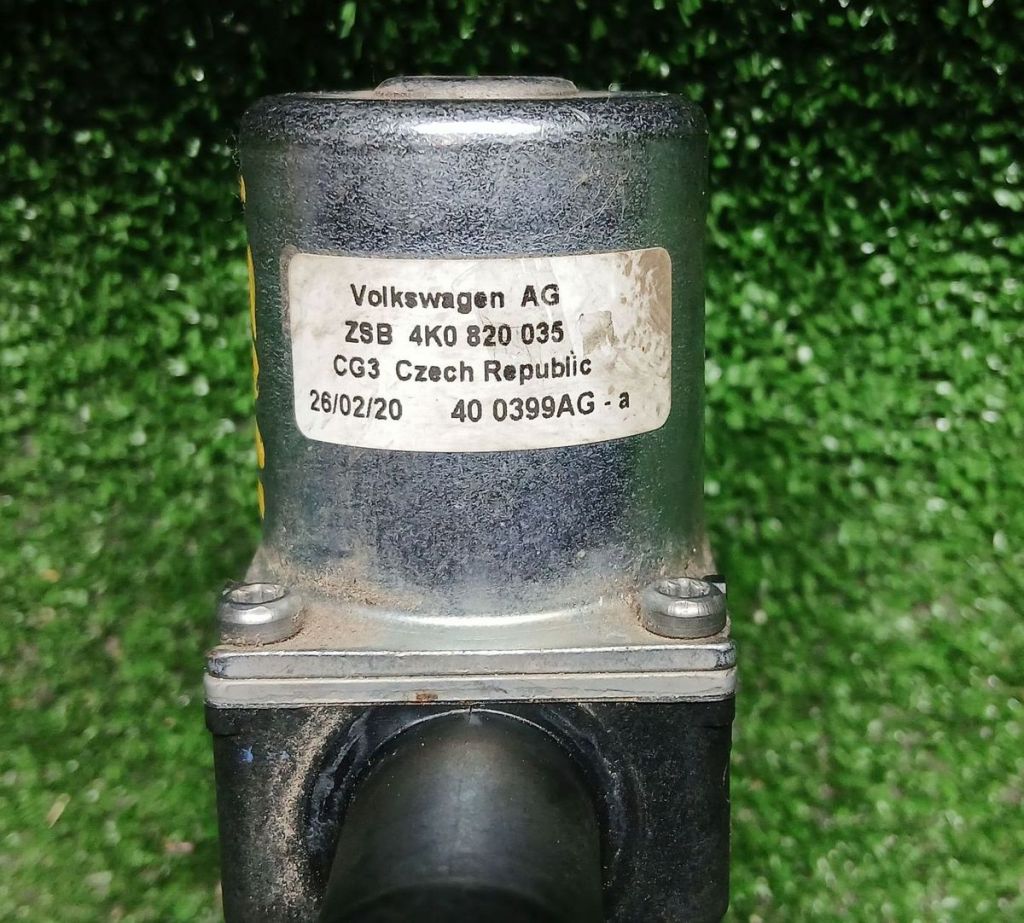 Volkswagen AG
ZSB 4K0 820 035
CG3 Czech Republic
26/02/20 40 0399AG - a